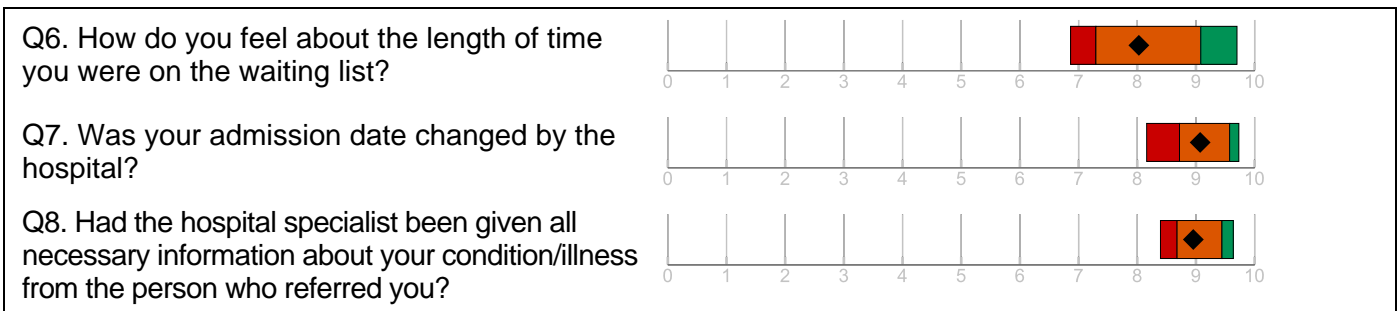 Q6. How do you feel about the length of time
you were on the waiting list?
0 1 2 3 4 5 6 7 8 9 10
Q7. Was your admission date changed by the
hospital?
0 1 2 3 4 5 6 7 8 9 10
Q8. Had the hospital specialist been given all
necessary information about your condition/illness
from the person who referred you?
0 1 2 3 4 5 6 7 8 9 10